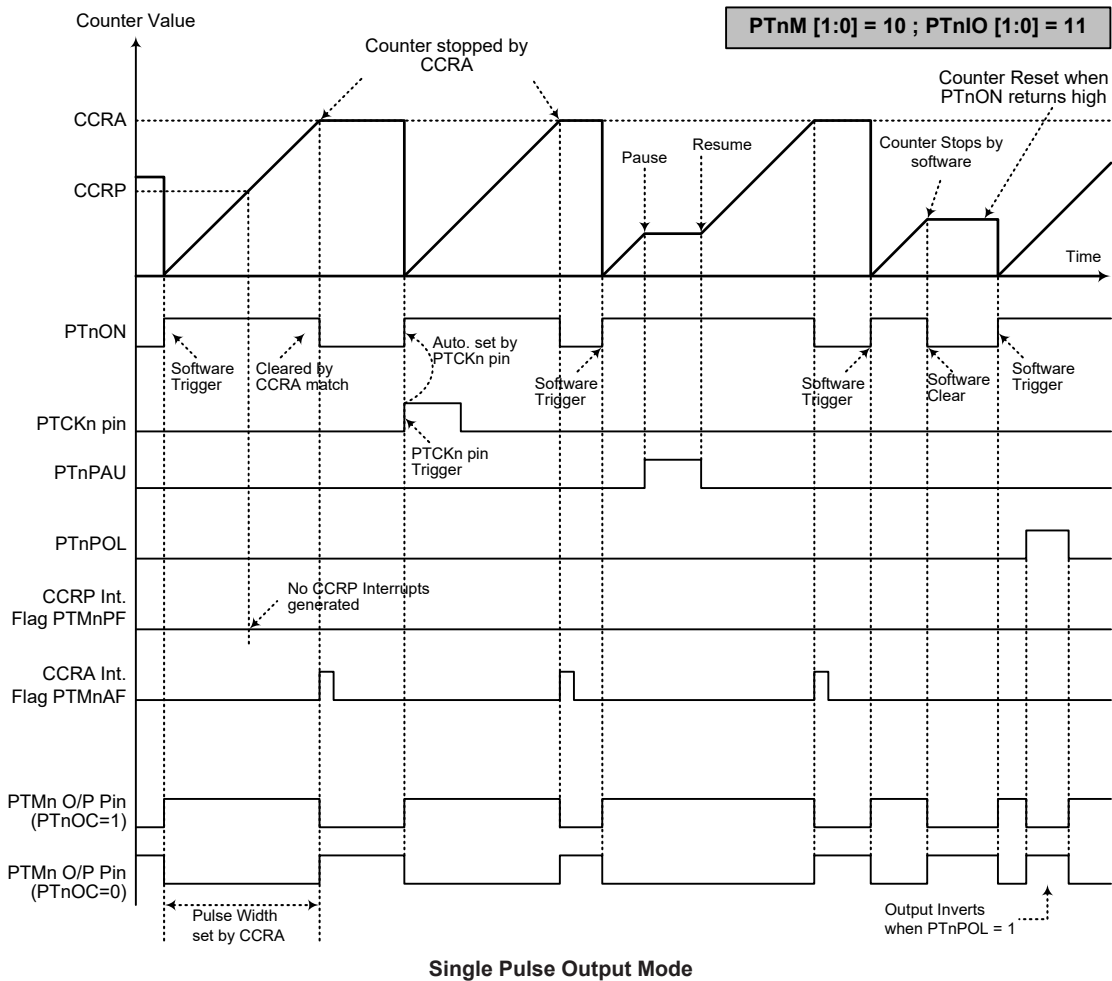 Counter Value
PTnM [1:0] = 10 ; PTnIO [1:0] = 11
Counter stopped by
CCRA
Counter Reset when
PTnON returns high
CCRA
Pause
Resume
Counter Stops by
software
CCRP
Time
PTnON
Software
Trigger
Cleared by
CCRA match
Auto. set by
PTCKn pin
Software
Trigger
Software
Trigger
Software
Clear
Software
Trigger
PTCKn pin
PTCKn pin
Trigger
PTnPAU
PTnPOL
No CCRP Interrupts
generated
CCRP Int.
Flag PTMnPF
CCRA Int.
Flag PTMnAF
PTMn O/P Pin
(PTnOC=1)
PTMn O/P Pin
(PTnOC=0)
Pulse Width
set by CCRA
Output Inverts
when PTnPOL = 1
Single Pulse Output Mode